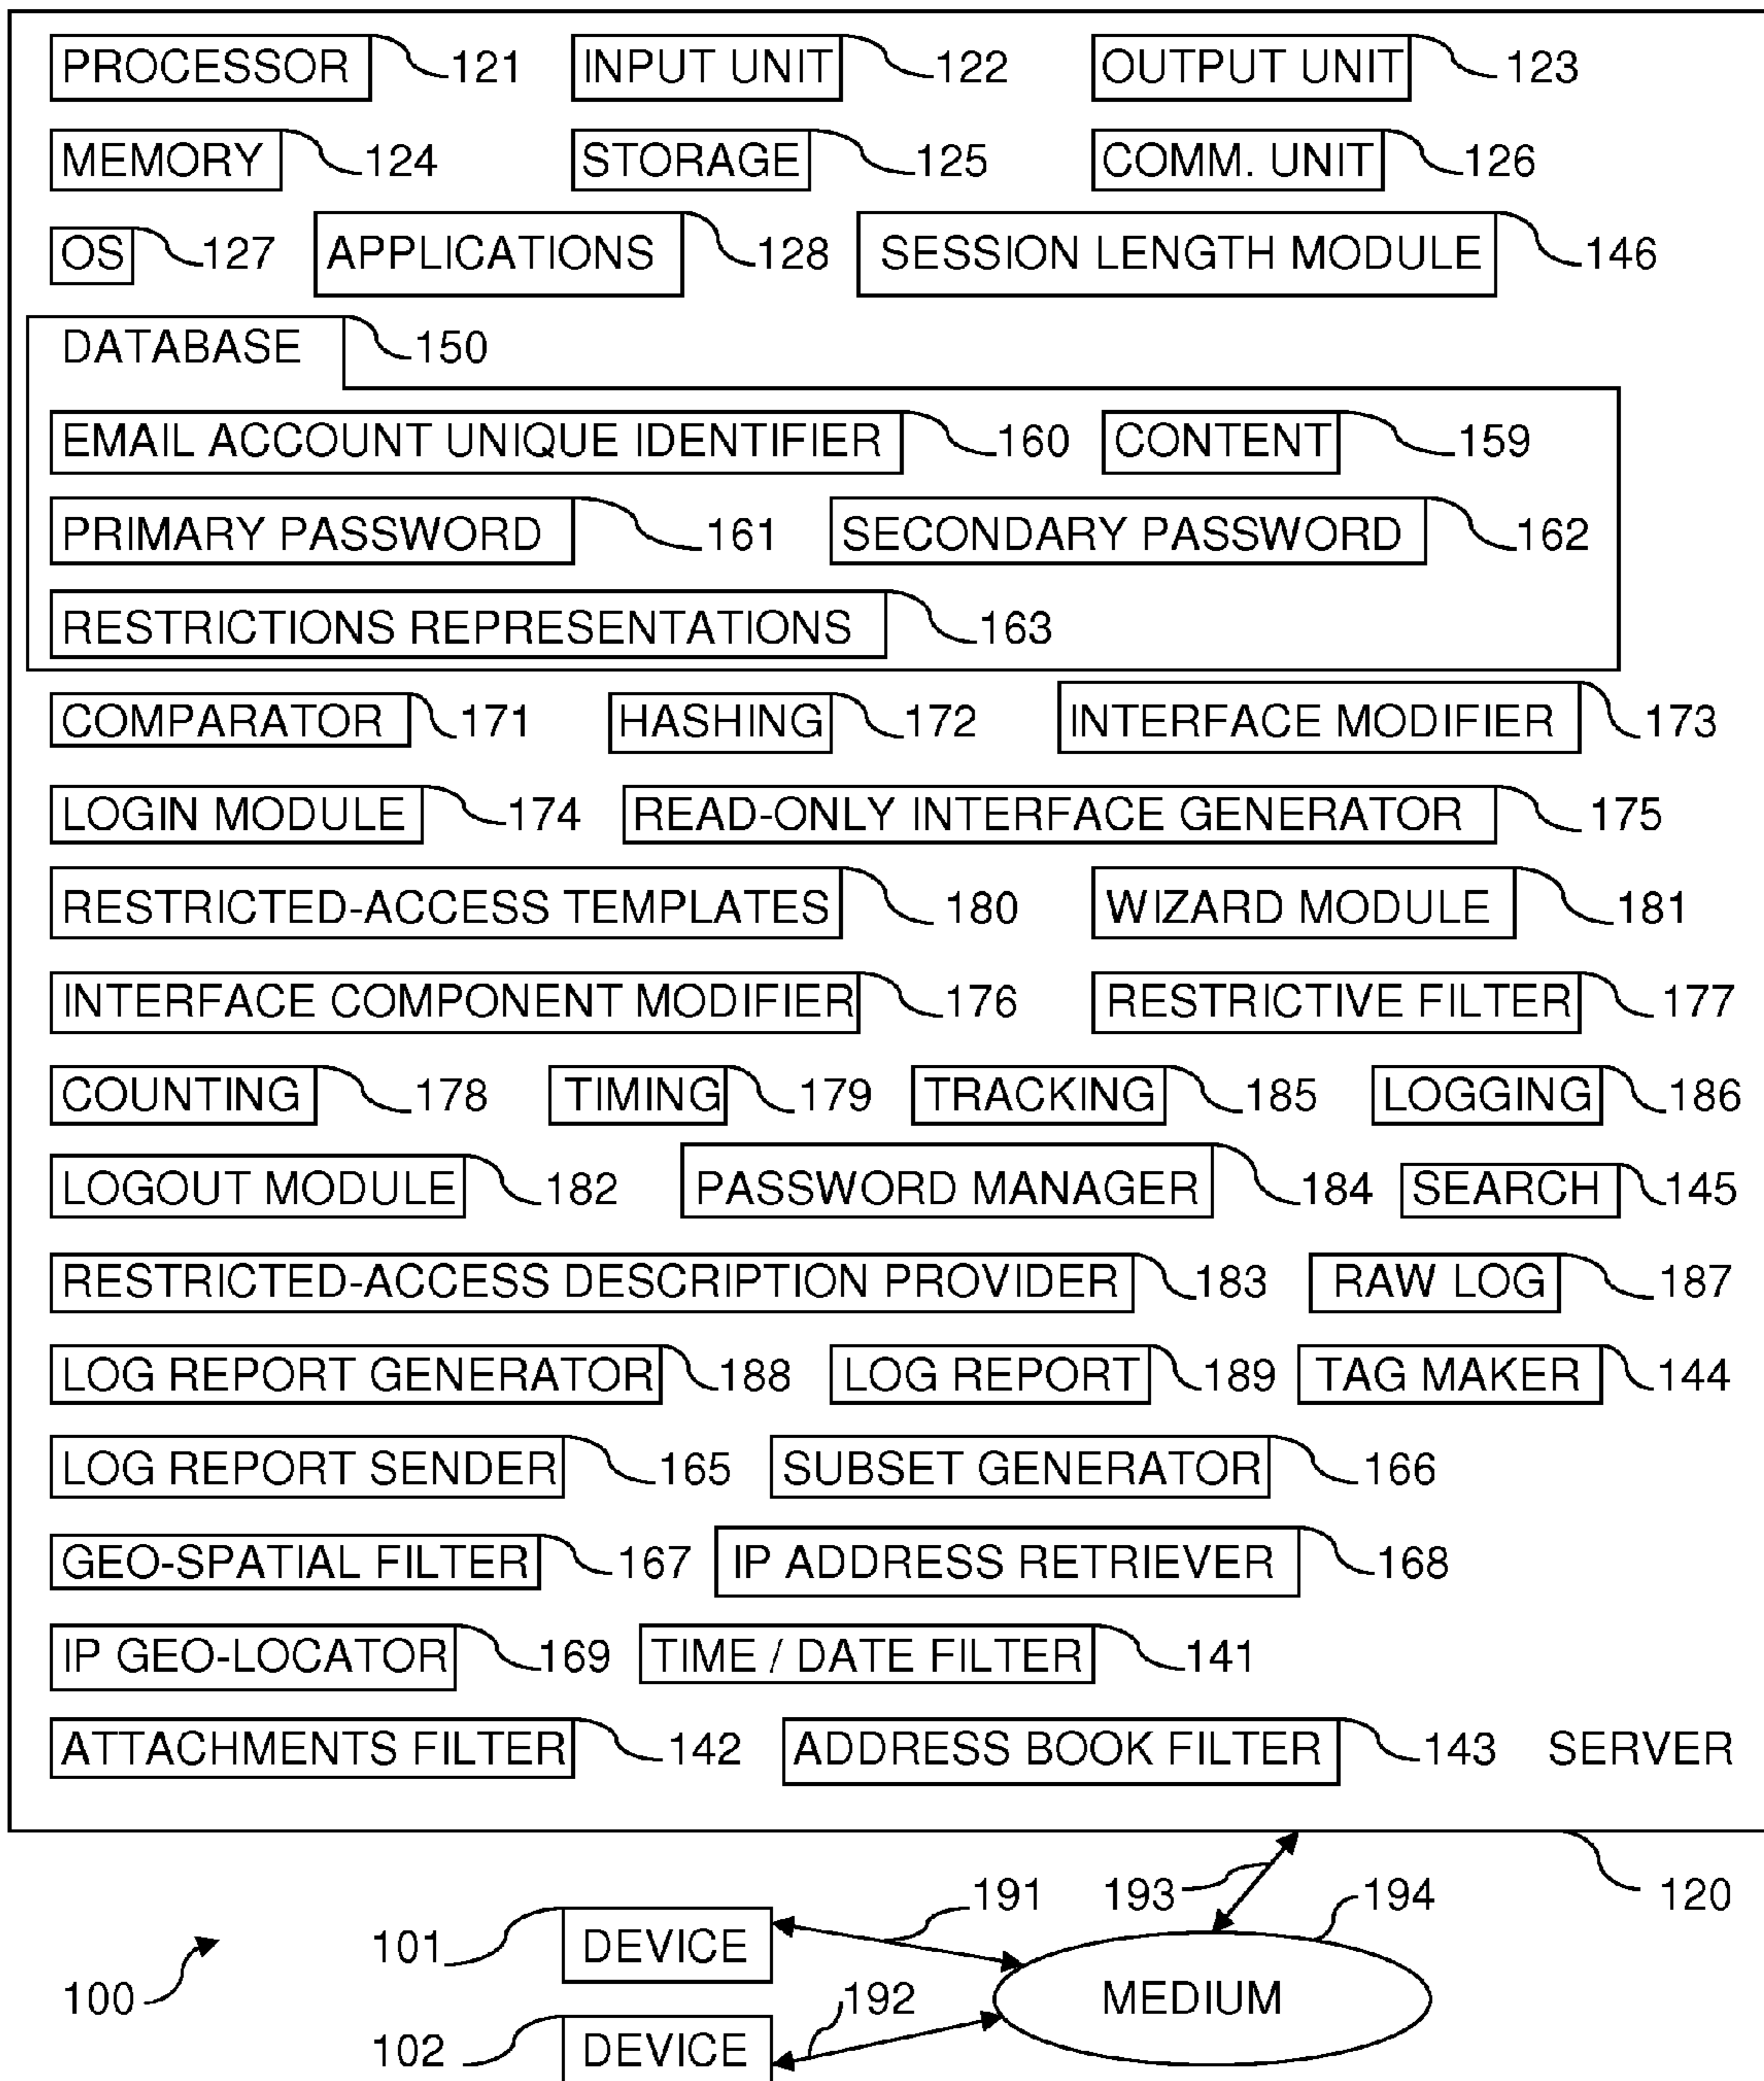 PROCESSOR 121 INPUT UNIT 122 OUTPUT UNIT 123
MEMORY 124 STORAGE 125 COMM. UNIT 126
OS 127 APPLICATIONS 128 SESSION LENGTH MODULE 146
DATABASE 150
EMAIL ACCOUNT UNIQUE IDENTIFIER 160 CONTENT 159
PRIMARY PASSWORD 161 SECONDARY PASSWORD 162
RESTRICTIONS REPRESENTATIONS 163
COMPARATOR 171 HASHING 172 INTERFACE MODIFIER 173
LOGIN MODULE 174 READ-ONLY INTERFACE GENERATOR 175
RESTRICTED-ACCESS TEMPLATES 180 WIZARD MODULE 181
INTERFACE COMPONENT MODIFIER 176 RESTRICTIVE FILTER 177
COUNTING 178 TIMING 179 TRACKING 185 LOGGING 186
LOGOUT MODULE 182 PASSWORD MANAGER 184 SEARCH 145
RESTRICTED-ACCESS DESCRIPTION PROVIDER 183 RAW LOG 187
LOG REPORT GENERATOR 188 LOG REPORT 189 TAG MAKER 144
LOG REPORT SENDER 165 SUBSET GENERATOR 166
GEO-SPATIAL FILTER 167 IP ADDRESS RETRIEVER 168
IP GEO-LOCATOR 169 TIME / DATE FILTER 141
ATTACHMENTS FILTER 142 ADDRESS BOOK FILTER 143 SERVER
191 193 194 120
101 DEVICE
100 192 MEDIUM
102 DEVICE